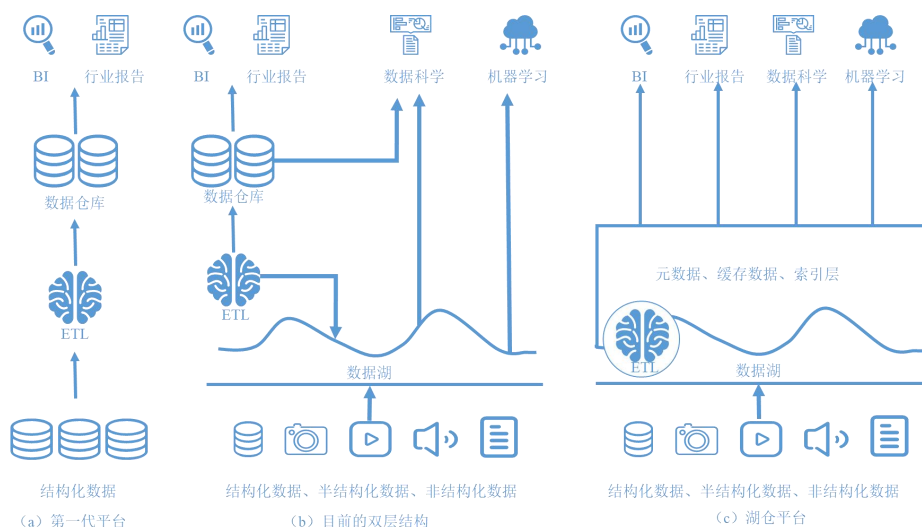 BI 行业报告
数据仓库
ETL
结构化数据
（a）第一代平台
BI 行业报告 数据科学 机器学习
数据仓库
ETL
数据湖
结构化数据、半结构化数据、非结构化数据
（b）目前的双层结构
BI 行业报告 数据科学 机器学习
元数据、缓存数据、索引层
ETL
数据湖
结构化数据、半结构化数据、非结构化数据
（c）湖仓平台